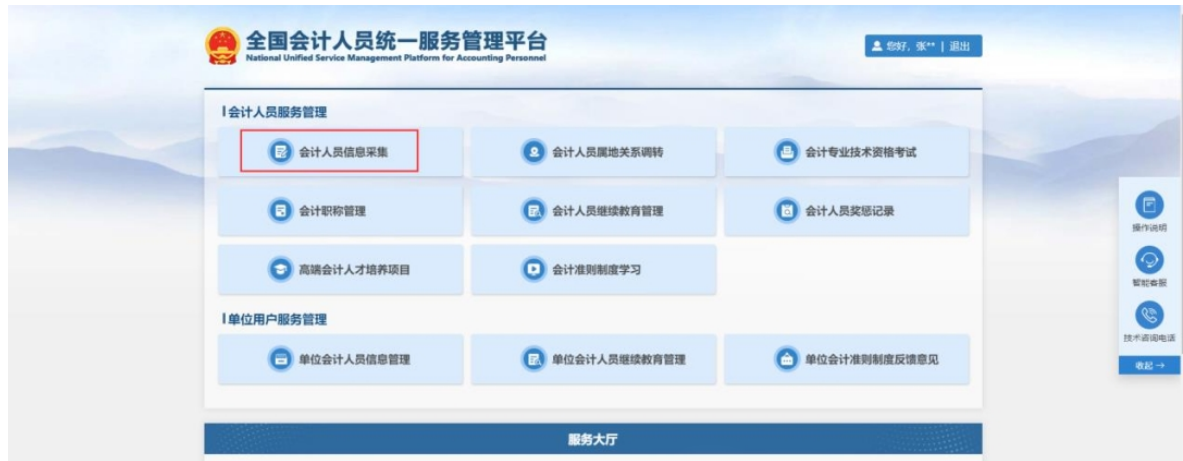 全国会计人员统一服务管理平台
National Unified Service Management Platform for Accounting Personnel
您好，张** | 退出
会计人员服务管理
会计人员信息采集
会计人员属地关系调转
会计专业技术资格考试
会计职称管理
会计人员继续教育管理
会计人员奖惩记录
高端会计人才培养项目
会计准则制度学习
单位用户服务管理
单位会计人员信息管理
单位会计人员继续教育管理
单位会计准则制度反馈意见
操作说明
智能客服
技术咨询电话
收起→
服务大厅